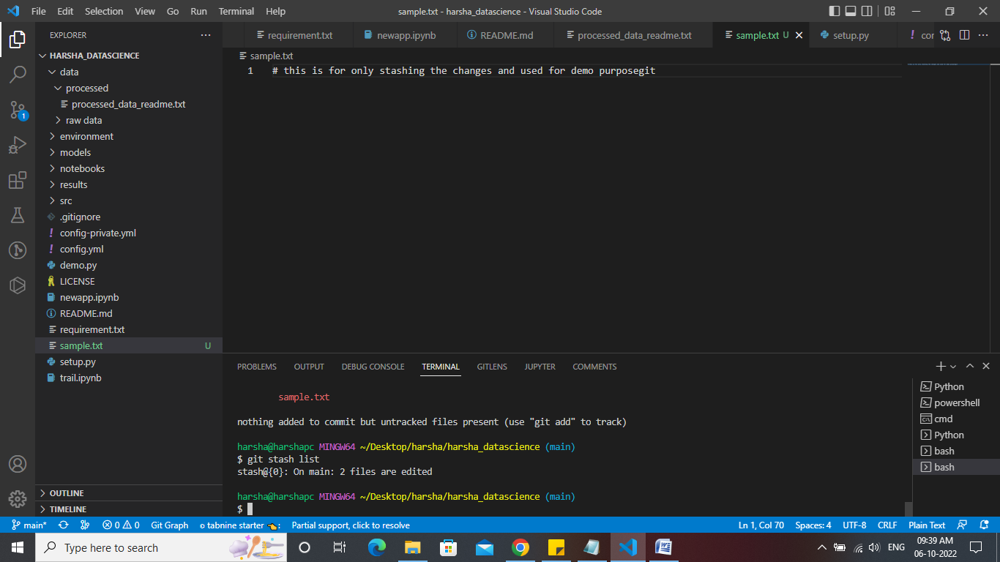 File Edit Selection View Go Run Terminal Help
sample.txt - harsha_datascience - Visual Studio Code
EXPLORER
requirement.txt
newapp.ipynb
README.md
processed_data_readme.txt
sample.txt U
setup.py
cor
HARSHA_DATASCIENCE
data
processed
processed_data_readme.txt
raw data
environment
models
notebooks
results
src
.gitignore
config-private.yml
config.yml
demo.py
LICENSE
newapp.ipynb
README.md
requirement.txt
sample.txt U
setup.py
trail.ipynb
OUTLINE
TIMELINE
1
sample.txt
1 # this is for only stashing the changes and used for demo purposegit
PROBLEMS OUTPUT DEBUG CONSOLE TERMINAL GITLENS JUPYTER COMMENTS
sample.txt
nothing added to commit but untracked files present (use "git add" to track)
harsha@harshapc MINGW64 ~/Desktop/harsha/harsha_datascience (main)
$ git stash list
stash@{0}: On main: 2 files are edited
harsha@harshapc MINGW64 ~/Desktop/harsha/harsha_datascience (main)
$
Python
powershell
cmd
Python
bash
bash
main* 0 0 Git Graph tabnine starter : Partial support, click to resolve
Ln 1, Col 70 Spaces: 4 UTF-8 CRLF Plain Text
Type here to search
ENG
09:39 AM
06-10-2022